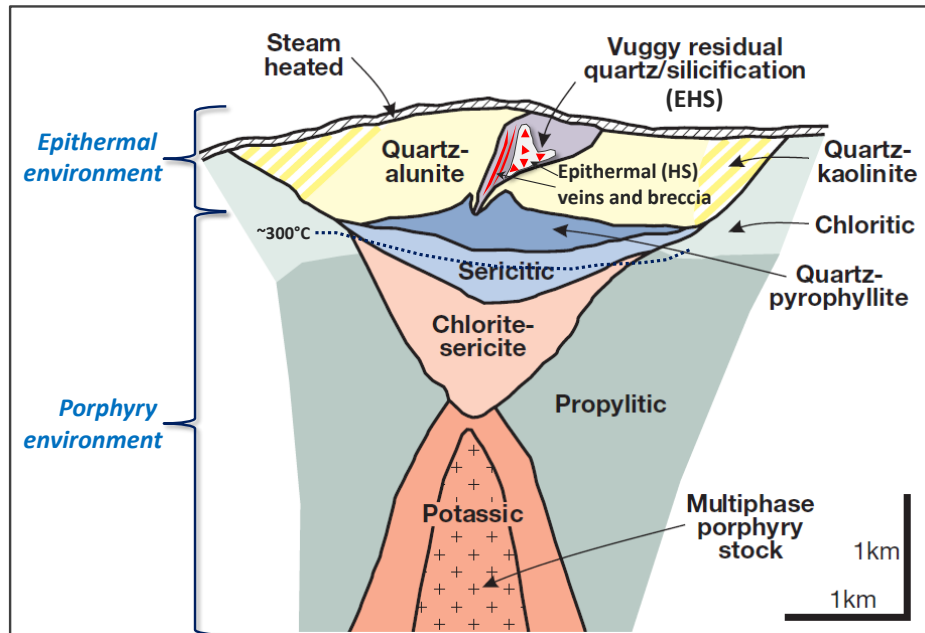 Steam
heated
Vuggy residual
quartz/silicification
(EHS)
Epithermal
environment
Quartz-
alunite
Epithermal (HS)
veins and breccia
Quartz-
kaolinite
~300°C
Chloritic
Sericitic
Quartz-
pyrophyllite
Chlorite-
sericite
Porphyry
environment
Propylitic
Potassic
Multiphase
porphyry
stock
1km
1km